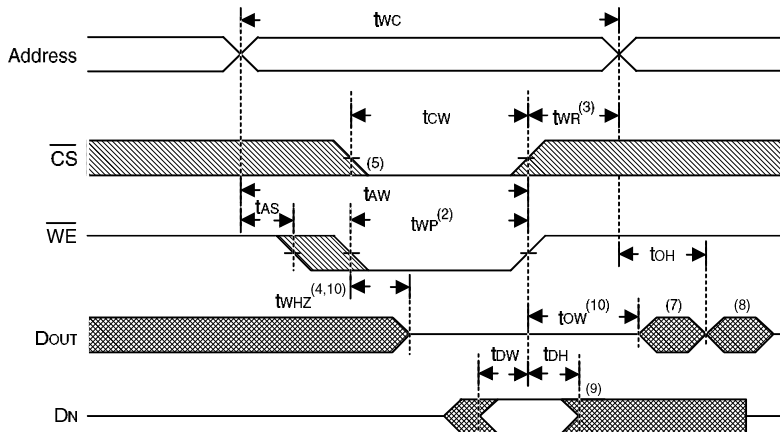 tWC
Address
tCW
tWR(3)
CS
(5)
tAW
tAS
tWP(2)
WE
tOH
tWHZ(4,10)
tOW(10)
(7)
(8)
DOUT
tDW
tDH
(9)
DN